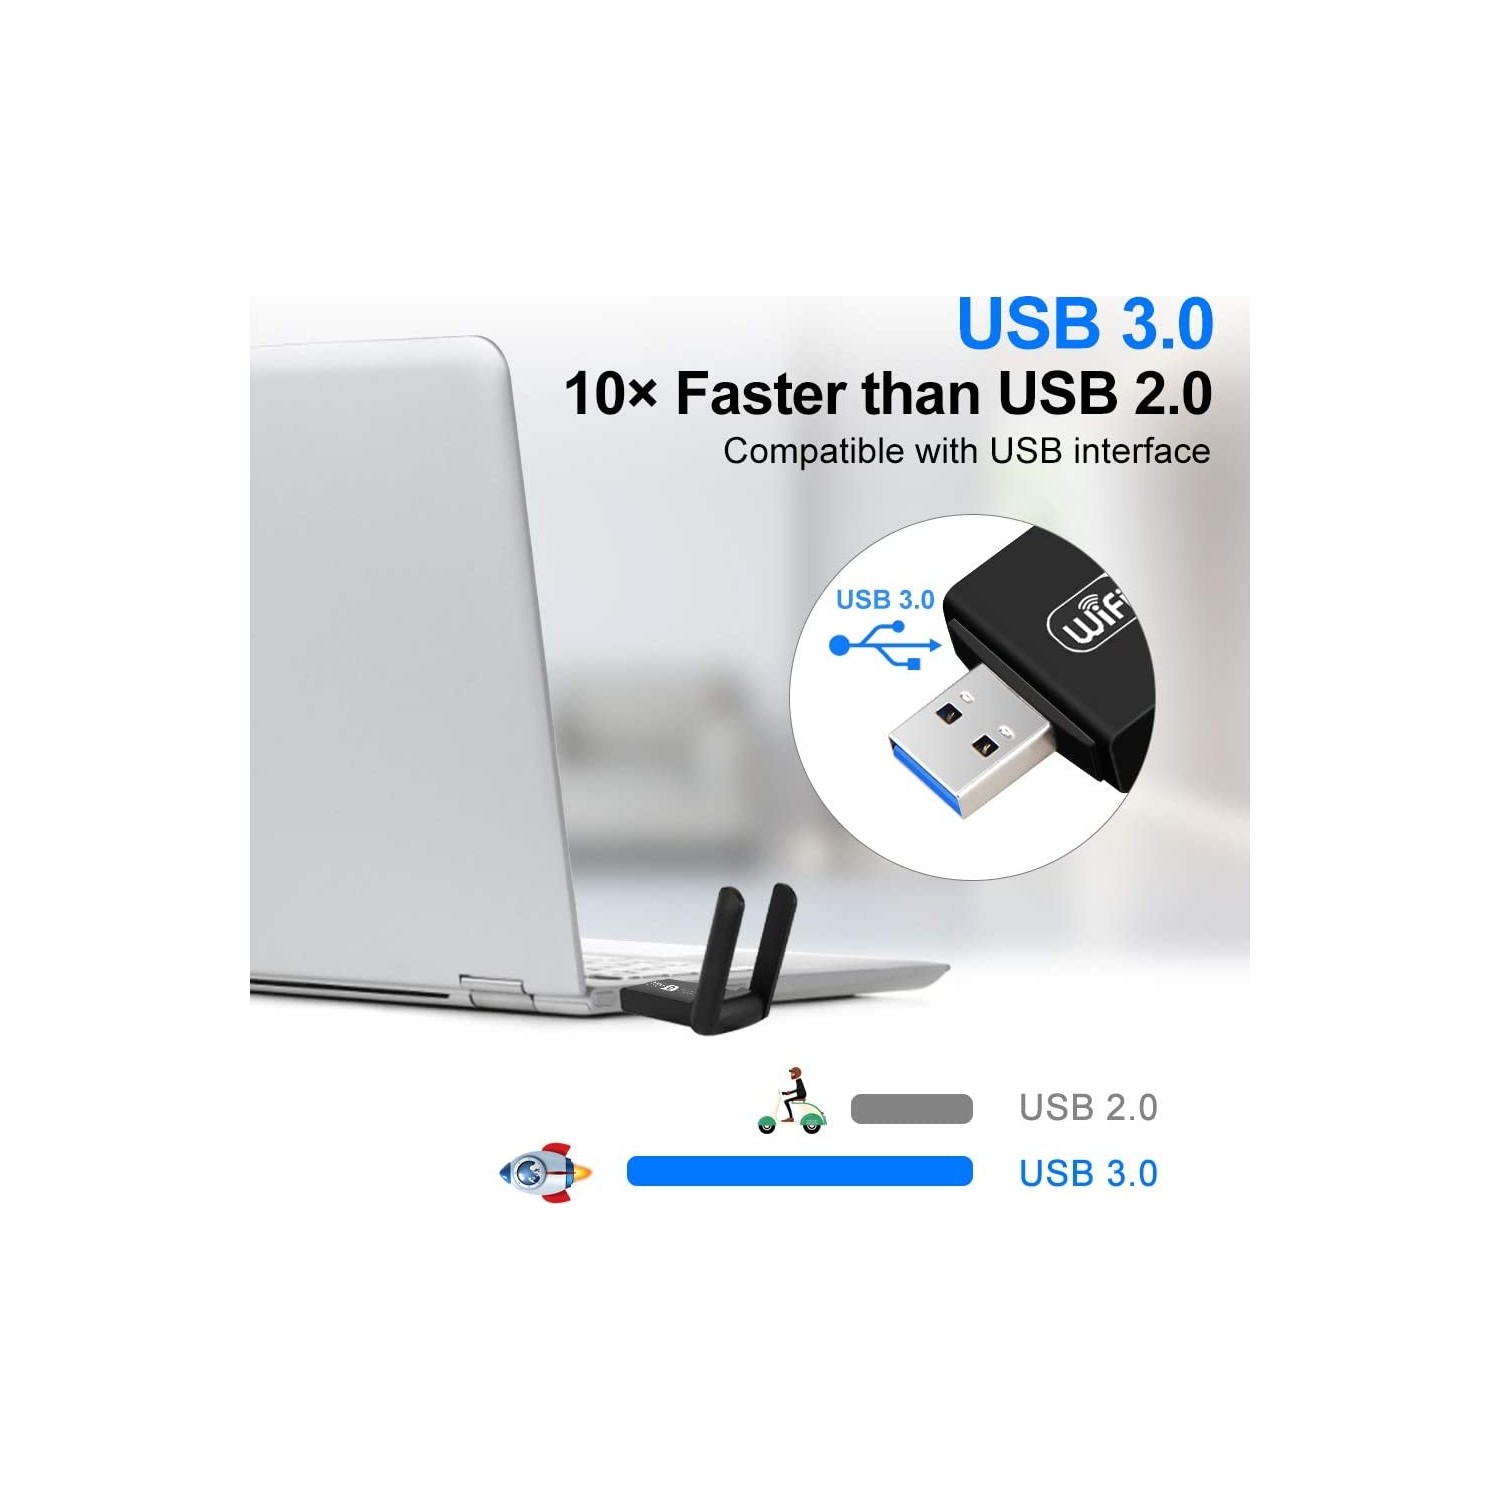 USB 3.0
10× Faster than USB 2.0
Compatible with USB interface
USB 3.0
WiFi
USB 2.0
USB 3.0